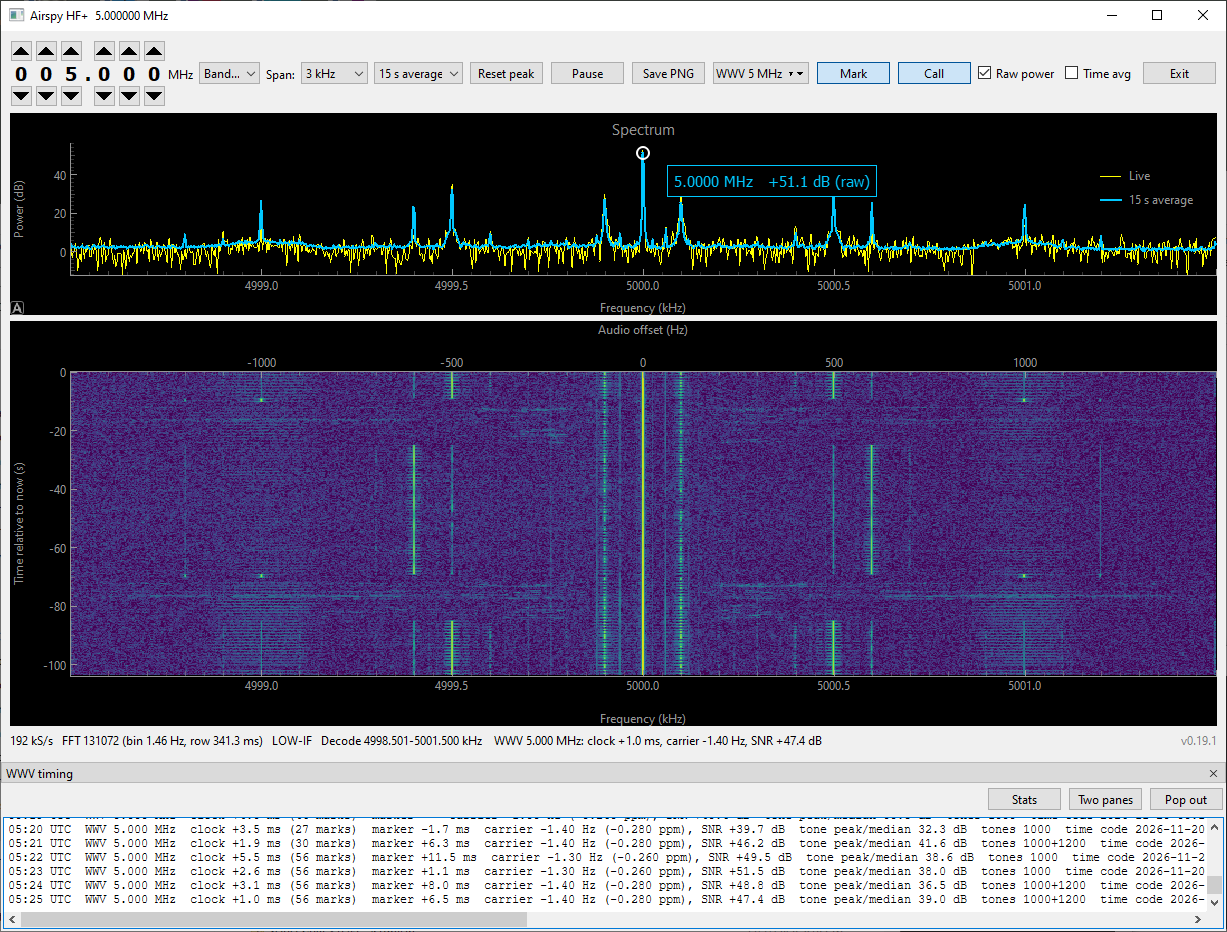 Airspy HF+ 5.000000 MHz
0 0 5 . 0 0 0 MHz Band... Span: 3 kHz 15 s average Reset peak Pause Save PNG WWV 5 MHz Mark Call Raw power Time avg Exit
Spectrum
5.0000 MHz +51.1 dB (raw)
Live
15 s average
Power (dB)
40
20
0
4999.0 4999.5 5000.0 5000.5 5001.0
A
Frequency (kHz)
Audio offset (Hz)
-1000 -500 0 500 1000
Time relative to now (s)
0
-20
-40
-60
-80
-100
4999.0 4999.5 5000.0 5000.5 5001.0
Frequency (kHz)
192 kS/s FFT 131072 (bin 1.46 Hz, row 341.3 ms) LOW-IF Decode 4998.501-5001.500 kHz WWV 5.000 MHz: clock +1.0 ms, carrier -1.40 Hz, SNR +47.4 dB v0.19.1
WWV timing
Stats Two panes Pop out
05:20 UTC WWV 5.000 MHz clock +3.5 ms (27 marks) marker -1.7 ms carrier -1.40 Hz (-0.280 ppm), SNR +39.7 dB tone peak/median 32.3 dB tones 1000 time code 2026-11-20
05:21 UTC WWV 5.000 MHz clock +1.9 ms (30 marks) marker +6.3 ms carrier -1.40 Hz (-0.280 ppm), SNR +46.2 dB tone peak/median 41.6 dB tones 1000+1200 time code 2026-
05:22 UTC WWV 5.000 MHz clock +5.5 ms (56 marks) marker +11.5 ms carrier -1.30 Hz (-0.260 ppm), SNR +49.5 dB tone peak/median 38.6 dB tones 1000 time code 2026-11-2
05:23 UTC WWV 5.000 MHz clock +2.6 ms (56 marks) marker +1.1 ms carrier -1.30 Hz (-0.260 ppm), SNR +51.5 dB tone peak/median 38.0 dB tones 1000 time code 2026-11-20
05:24 UTC WWV 5.000 MHz clock +3.1 ms (56 marks) marker +8.0 ms carrier -1.40 Hz (-0.280 ppm), SNR +48.8 dB tone peak/median 36.5 dB tones 1000+1200 time code 2026-
05:25 UTC WWV 5.000 MHz clock +1.0 ms (56 marks) marker +6.5 ms carrier -1.40 Hz (-0.280 ppm), SNR +47.4 dB tone peak/median 39.0 dB tones 1000+1200 time code 2026-